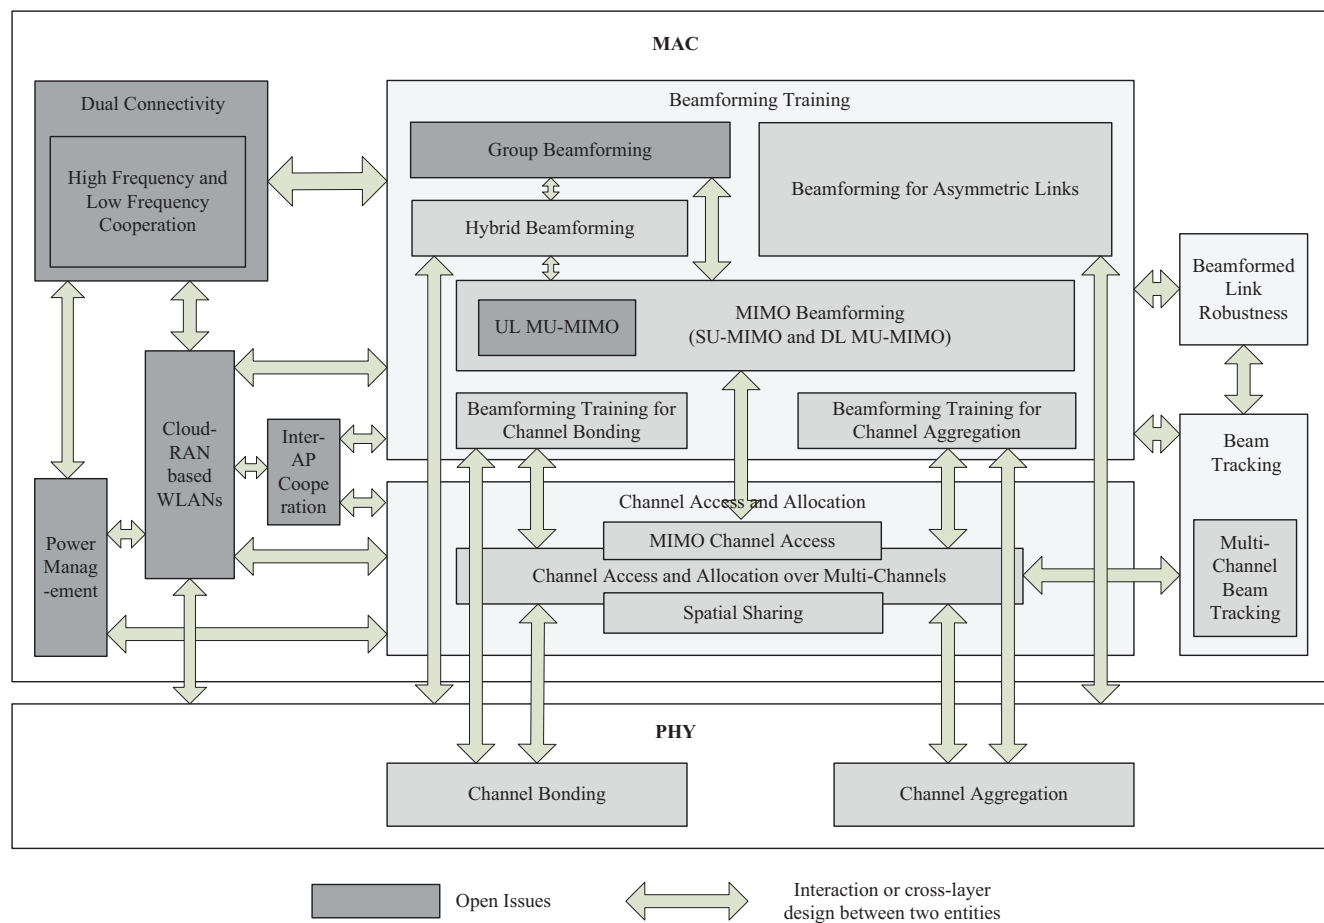 MAC
Dual Connectivity
High Frequency and
Low Frequency
Cooperation
Beamforming Training
Group Beamforming
Hybrid Beamforming
Beamforming for Asymmetric Links
UL MU-MIMO
MIMO Beamforming
(SU-MIMO and DL MU-MIMO)
Beamforming Training for
Channel Bonding
Beamforming Training for
Channel Aggregation
Beamformed
Link
Robustness
Beam
Tracking
Multi-
Channel
Beam
Tracking
Cloud-
RAN
based
WLANs
Inter-
AP
Coope
ration
Power
Manag
-ement
Channel Access and Allocation
MIMO Channel Access
Channel Access and Allocation over Multi-Channels
Spatial Sharing
PHY
Channel Bonding
Channel Aggregation
Open Issues
Interaction or cross-layer
design between two entities